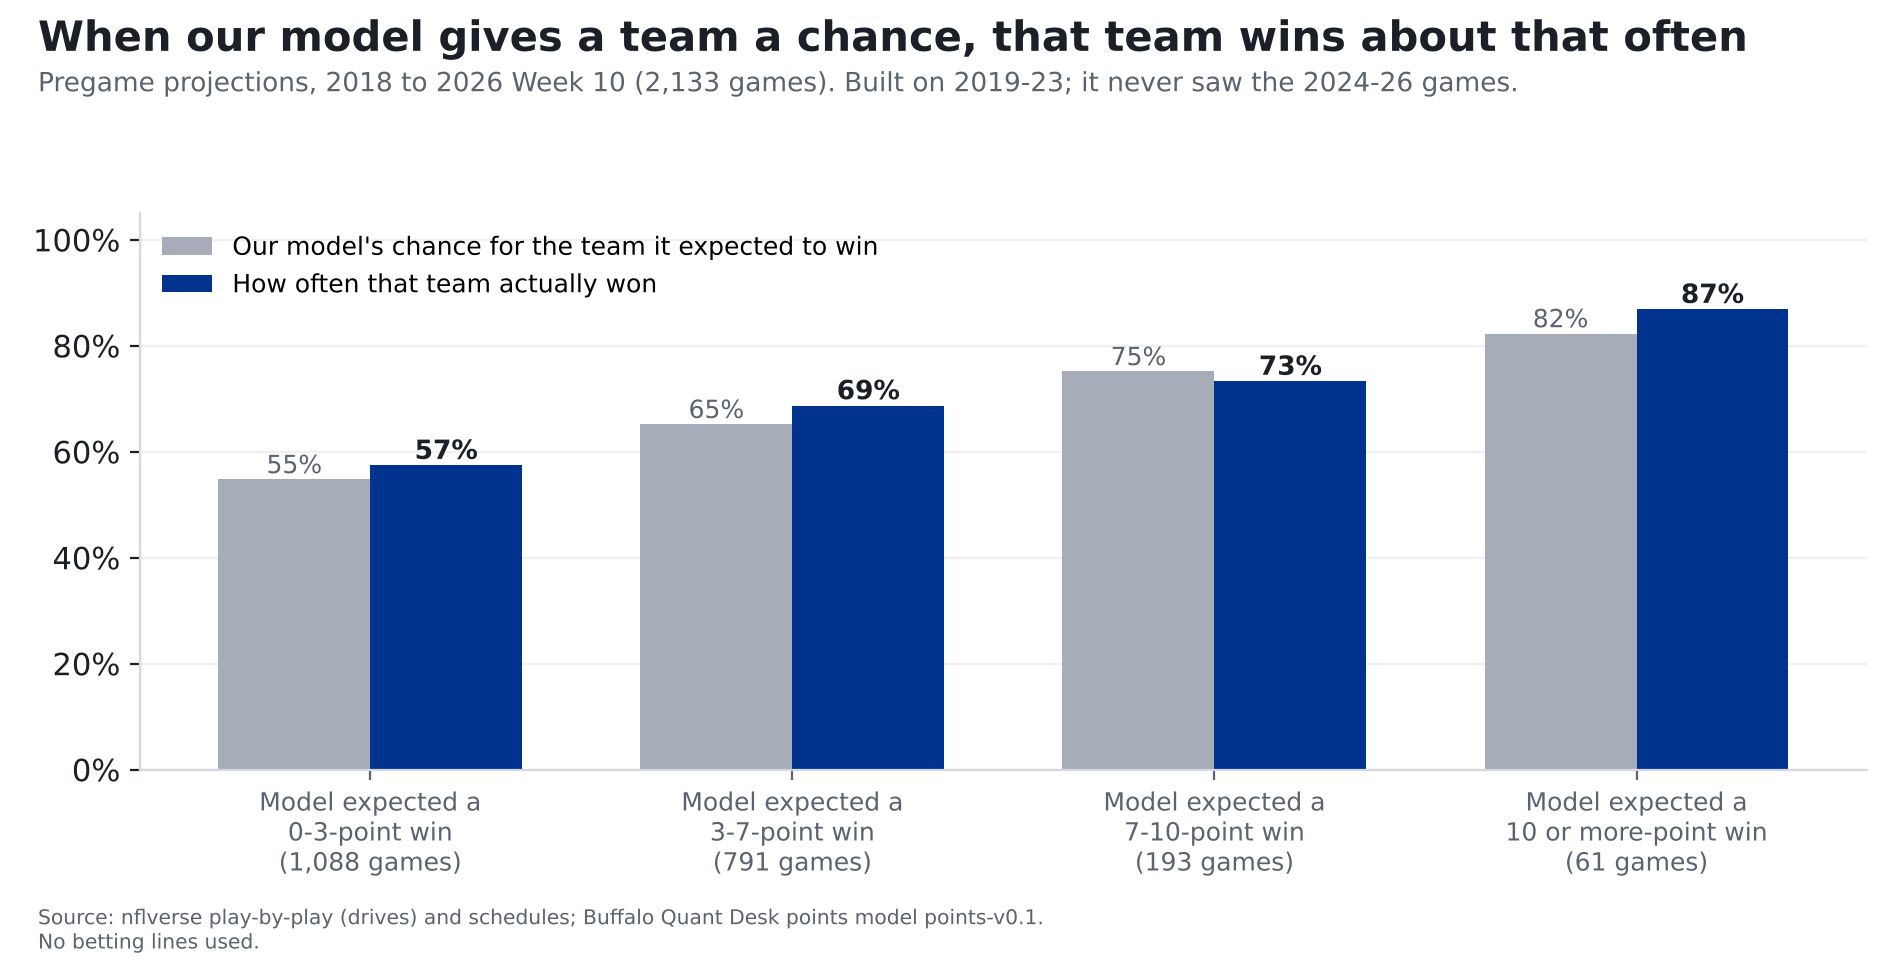 When our model gives a team a chance, that team wins about that often
Pregame projections, 2018 to 2026 Week 10 (2,133 games). Built on 2019-23; it never saw the 2024-26 games.
100%
80%
60%
40%
20%
0%
Our model's chance for the team it expected to win
How often that team actually won
55%
57%
65%
69%
75%
73%
82%
87%
Model expected a
0-3-point win
(1,088 games)
Model expected a
3-7-point win
(791 games)
Model expected a
7-10-point win
(193 games)
Model expected a
10 or more-point win
(61 games)
Source: nflverse play-by-play (drives) and schedules; Buffalo Quant Desk points model points-v0.1.
No betting lines used.